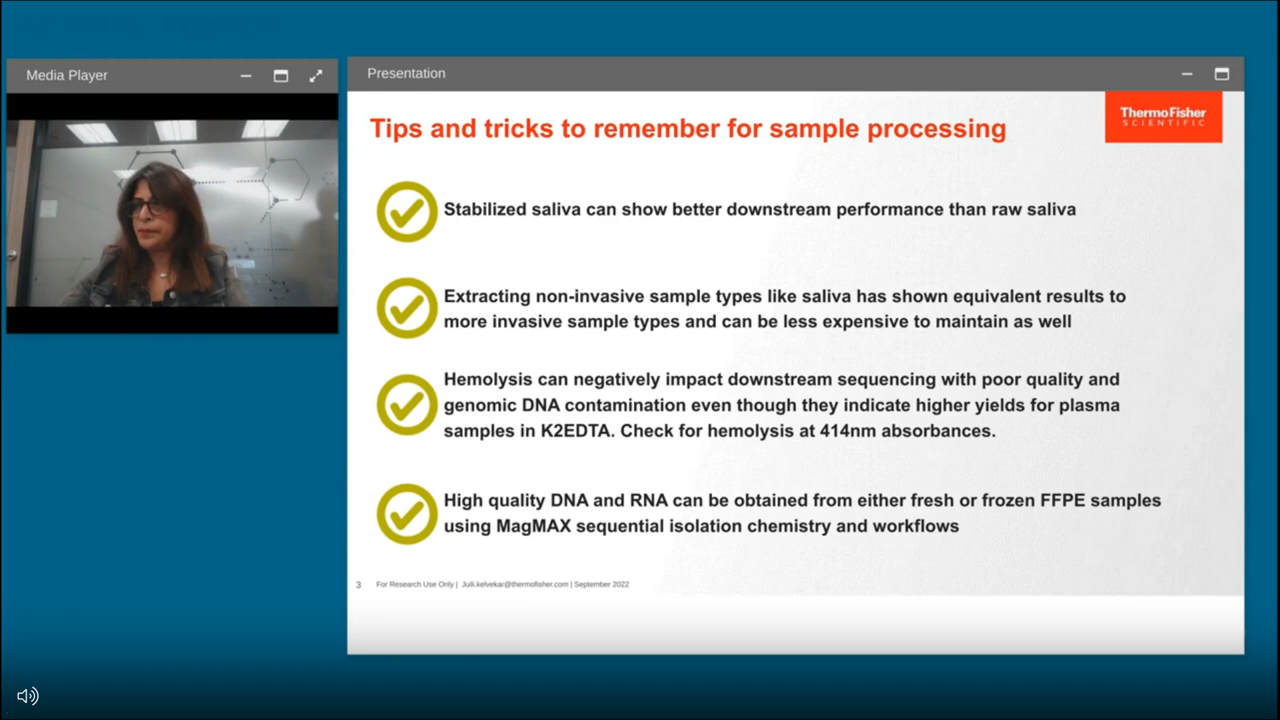 Media Player
Presentation
Tips and tricks to remember for sample processing
ThermoFisher
SCIENTIFIC
Stabilized saliva can show better downstream performance than raw saliva
Extracting non-invasive sample types like saliva has shown equivalent results to
more invasive sample types and can be less expensive to maintain as well
Hemolysis can negatively impact downstream sequencing with poor quality and
genomic DNA contamination even though they indicate higher yields for plasma
samples in K2EDTA. Check for hemolysis at 414nm absorbances.
High quality DNA and RNA can be obtained from either fresh or frozen FFPE samples
using MagMAX sequential isolation chemistry and workflows
3 For Research Use Only | Juili.kelvekar@thermofisher.com | September 2022